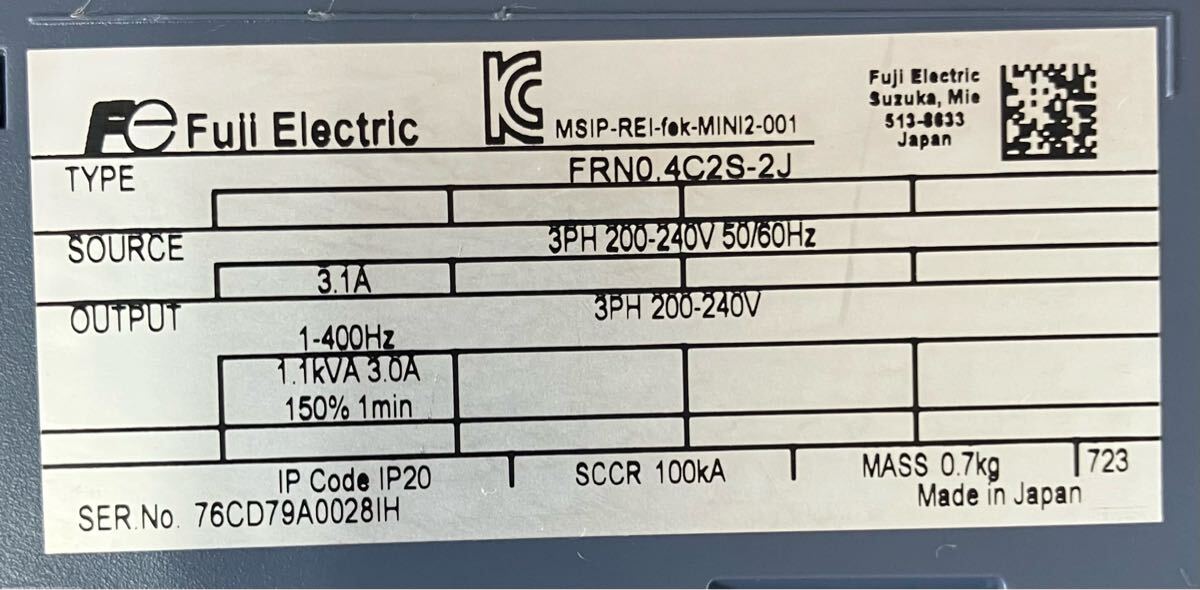 Fe Fuji Electric
KC MSIP-REI-fek-MINI2-001
Fuji Electric
Suzuka, Mie
513-8633
Japan
TYPE FRN0.4C2S-2J
SOURCE 3PH 200-240V 50/60Hz
3.1A
OUTPUT 3PH 200-240V
1-400Hz
1.1kVA 3.0A
150% 1min
IP Code IP20 SCCR 100kA MASS 0.7kg 723
SER.No. 76CD79A0028IH Made in Japan